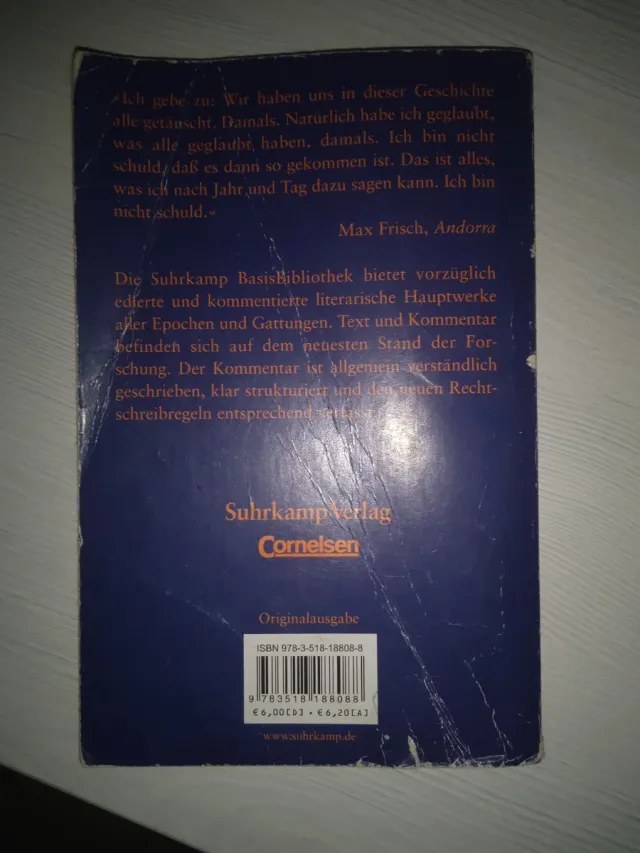 »Ich gebe zu: Wir haben uns in dieser Geschichte
alle getäuscht. Damals. Natürlich habe ich geglaubt,
was alle geglaubt haben, damals. Ich bin nicht
schuld, daß es dann so gekommen ist. Das ist alles,
was ich nach Jahr und Tag dazu sagen kann. Ich bin
nicht schuld.«
Max Frisch, Andorra
Die Suhrkamp BasisBibliothek bietet vorzüglich
edierte und kommentierte literarische Hauptwerke
aller Epochen und Gattungen. Text und Kommentar
befinden sich auf dem neuesten Stand der For-
schung. Der Kommentar ist allgemein verständlich
geschrieben, klar strukturiert und den neuen Recht-
schreibregeln entsprechend verfasst.
Suhrkamp Verlag
Cornelsen
Originalausgabe
ISBN 978-3-518-18808-8
9 783518 188088
€ 6,00[D] • € 6,20[A]
www.suhrkamp.de